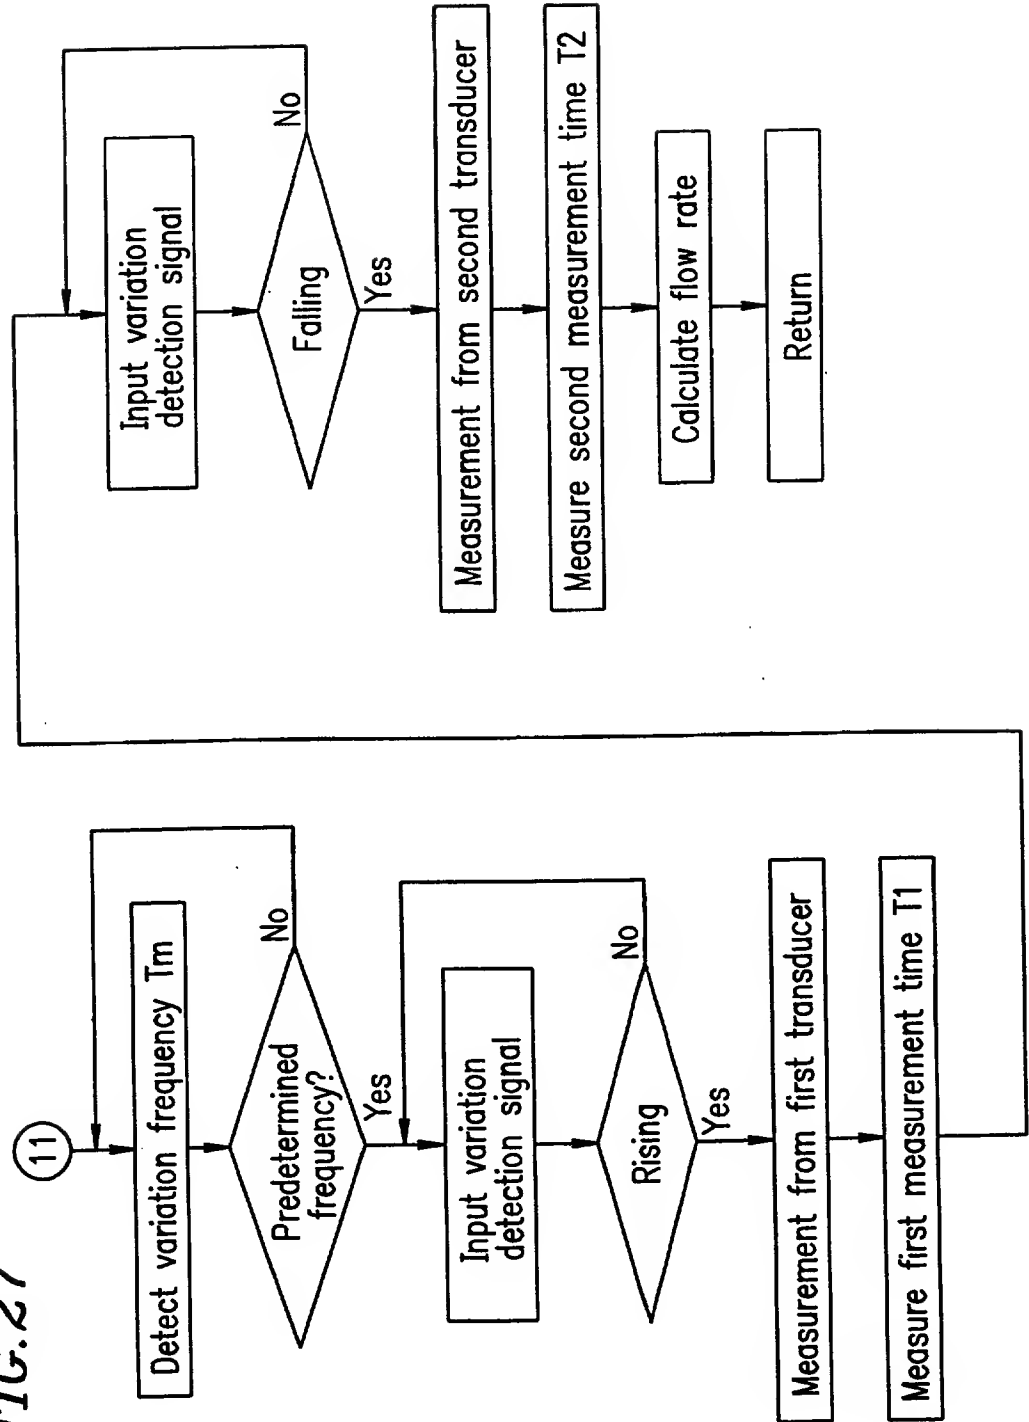 FIG.27
11
Detect variation frequency Tm
Predetermined
frequency?
No
Yes
Input variation
detection signal
Rising
No
Yes
Measurement from first transducer
Measure first measurement time T1
Input variation
detection signal
Falling
No
Yes
Measurement from second transducer
Measure second measurement time T2
Calculate flow rate
Return